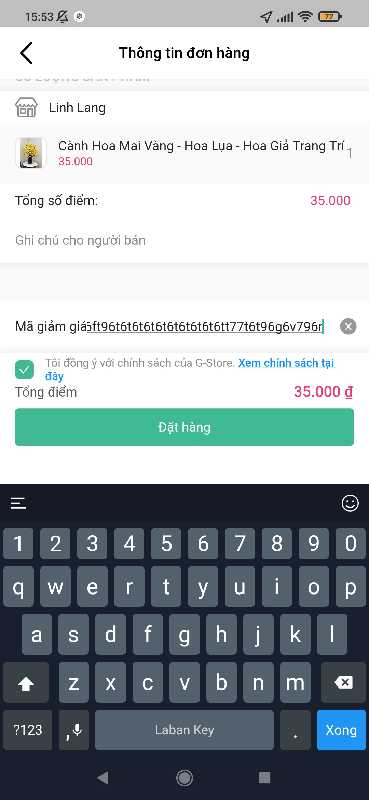 15:53
72
Thông tin đơn hàng
Linh Lang
Cành Hoa Mai Vàng - Hoa Lụa - Hoa Giả Trang Trí
1
35.000
Tổng số điểm:
35.000
Ghi chú cho người bán
Mã giảm giá
5ft96t6t6t6t6t6t6t6t6t6tt77t6t96g6v796r
Tôi đồng ý với chính sách của G-Store. Xem chính sách tại
đây
Tổng điểm
35.000 ₫
Đặt hàng
1 2 3 4 5 6 7 8 9 0
q w e r t y u i o p
a s d f g h j k l
z x c v b n m
?123 , Laban Key . Xong